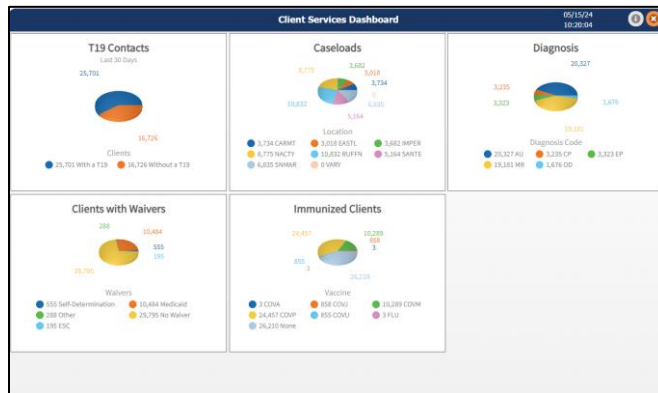 Client Services Dashboard
05/15/24
10:20:04
T19 Contacts
Last 30 Days
25,701
16,726
Clients
25,701 With a T19 16,726 Without a T19
Caseloads
8,775
3,682
3,018
3,734
0
10,832
6,035
5,164
Location
3,734 CARMT 3,018 EASTL 3,682 IMPER
8,775 NACTY 10,832 RUFFN 5,164 SANTE
6,035 SNMAR 0 VARY
Diagnosis
20,327
3,235
3,323
1,676
19,181
Diagnosis Code
20,327 AU 3,235 CP 3,323 EP
19,181 MR 1,676 OD
Clients with Waivers
288
10,484
555
195
29,795
Waivers
555 Self-Determination 10,484 Medicaid
288 Other 29,795 No Waiver
195 ESC
Immunized Clients
24,457
10,289
858
3
855
3
26,210
Vaccine
3 COVA 858 COVJ 10,289 COVM
24,457 COVP 855 COVU 3 FLU
26,210 None